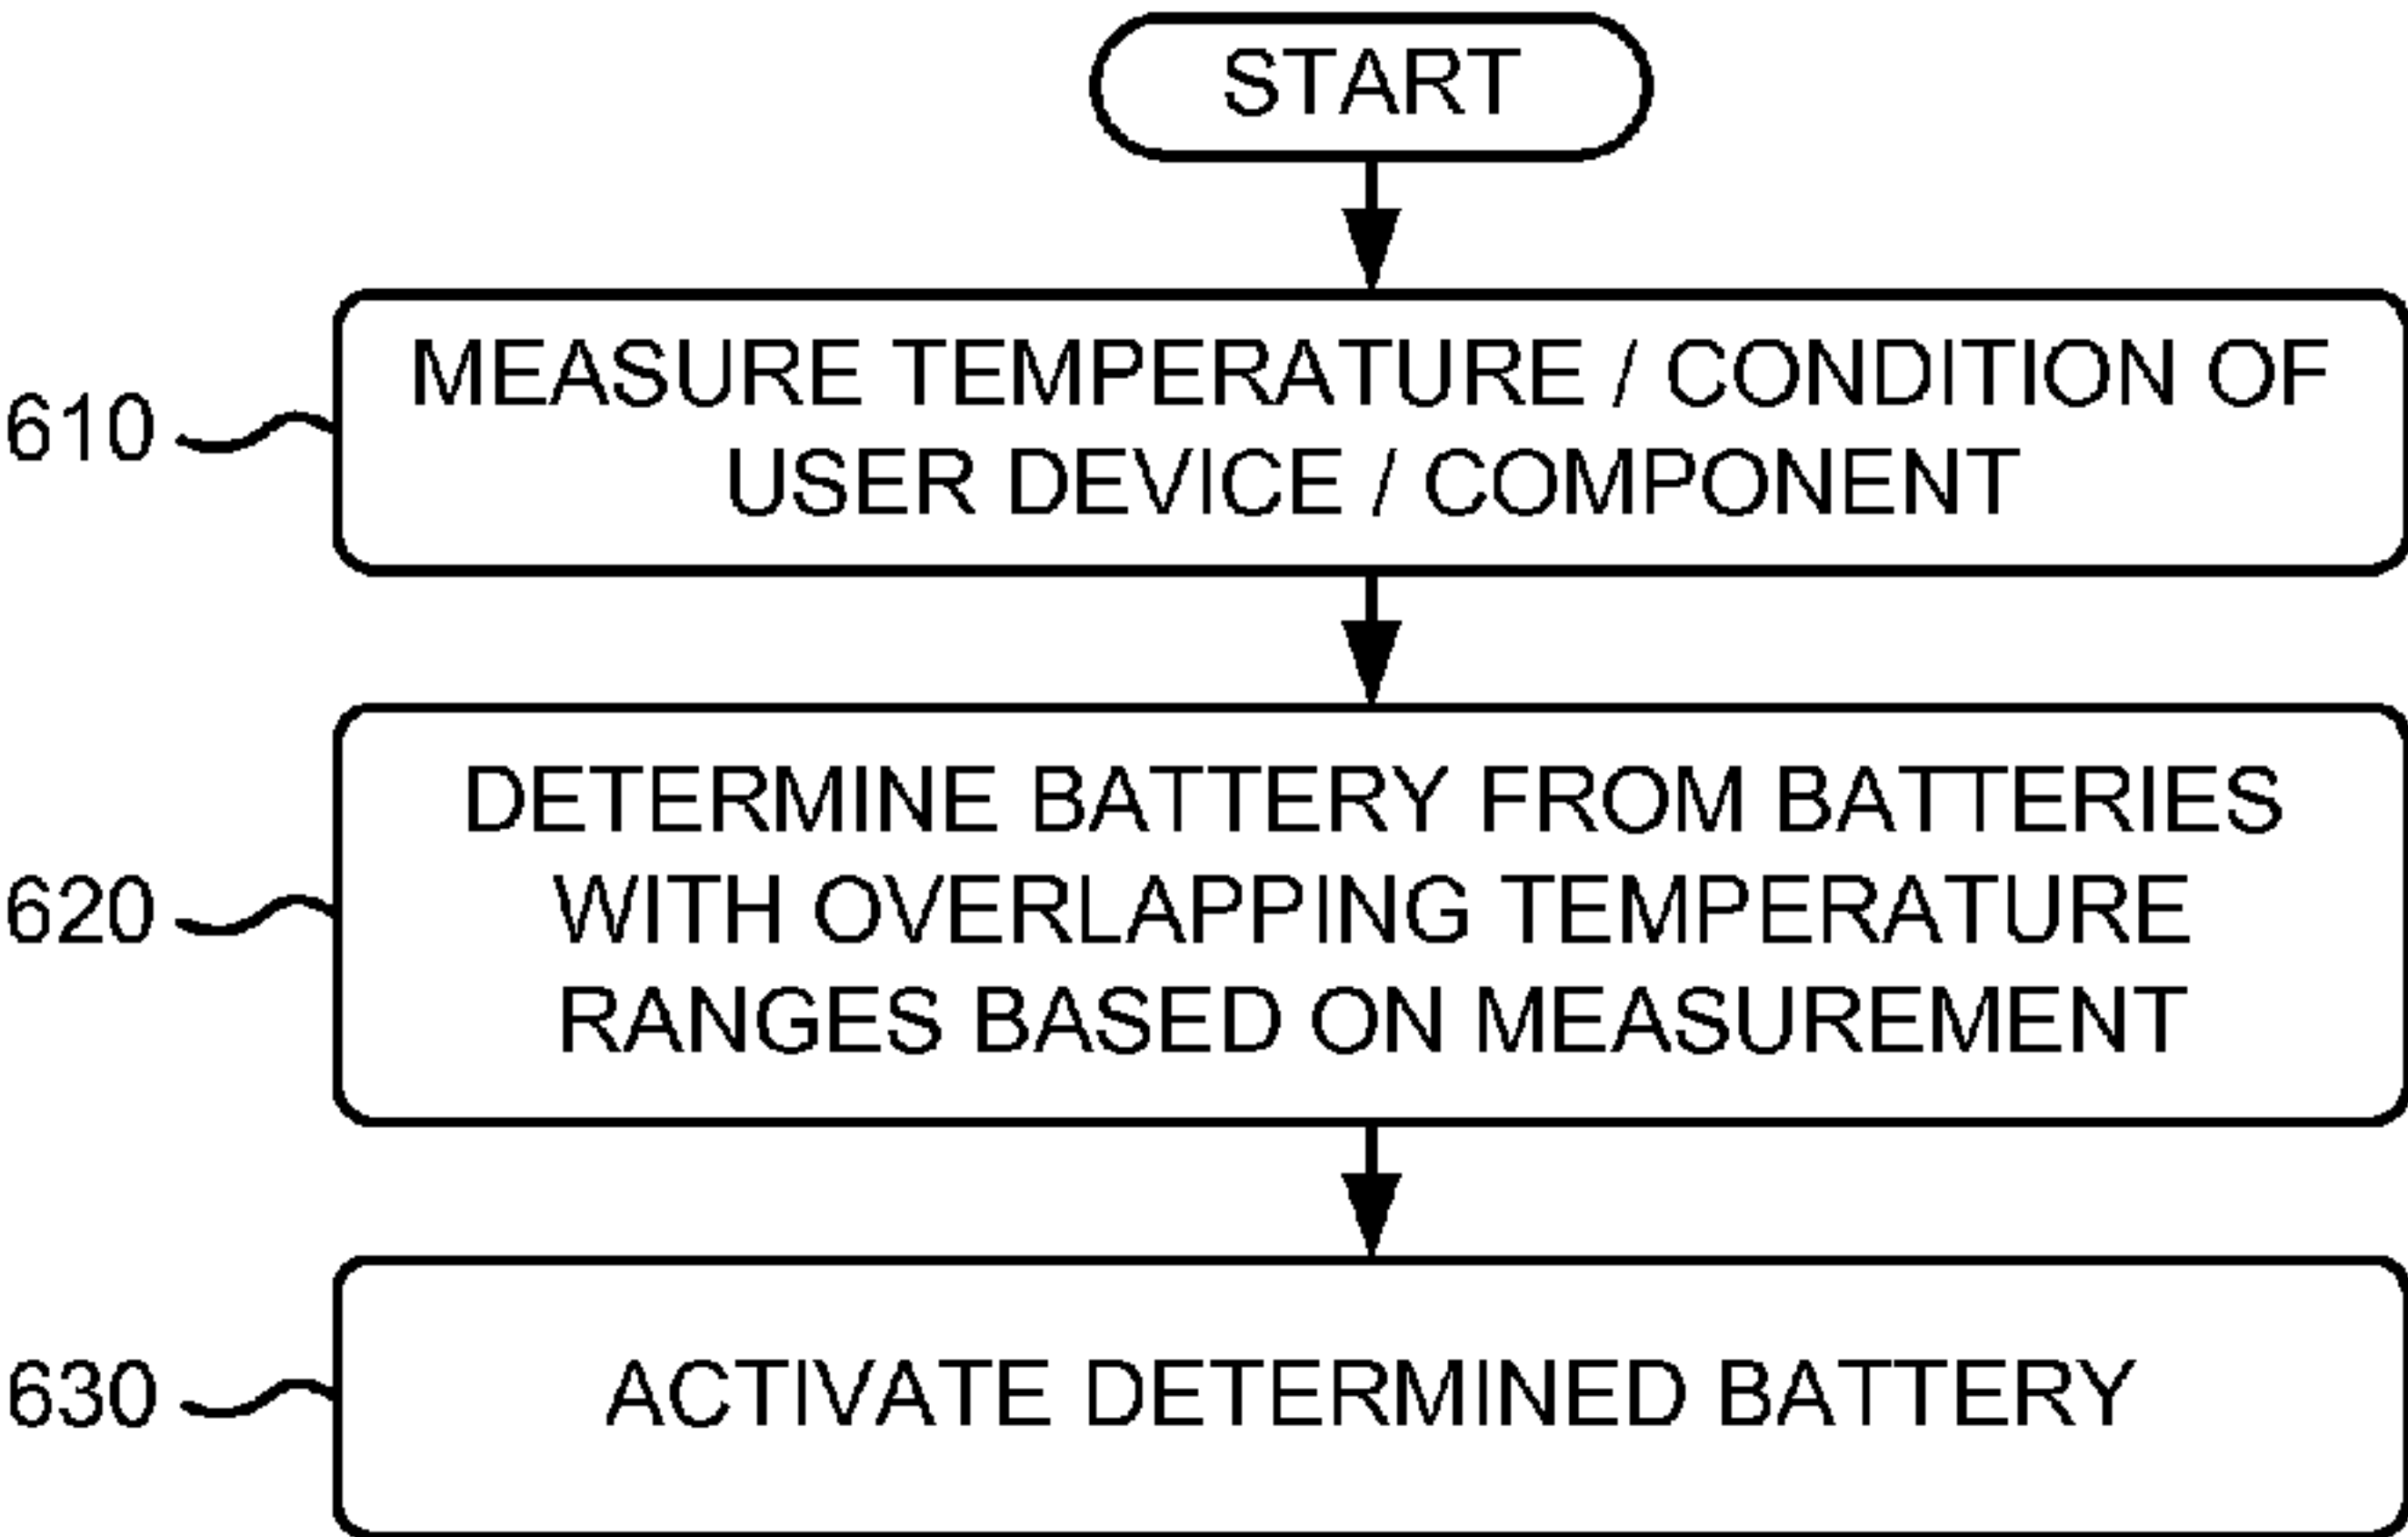 START
610
MEASURE TEMPERATURE / CONDITION OF
USER DEVICE / COMPONENT
620
DETERMINE BATTERY FROM BATTERIES
WITH OVERLAPPING TEMPERATURE
RANGES BASED ON MEASUREMENT
630
ACTIVATE DETERMINED BATTERY